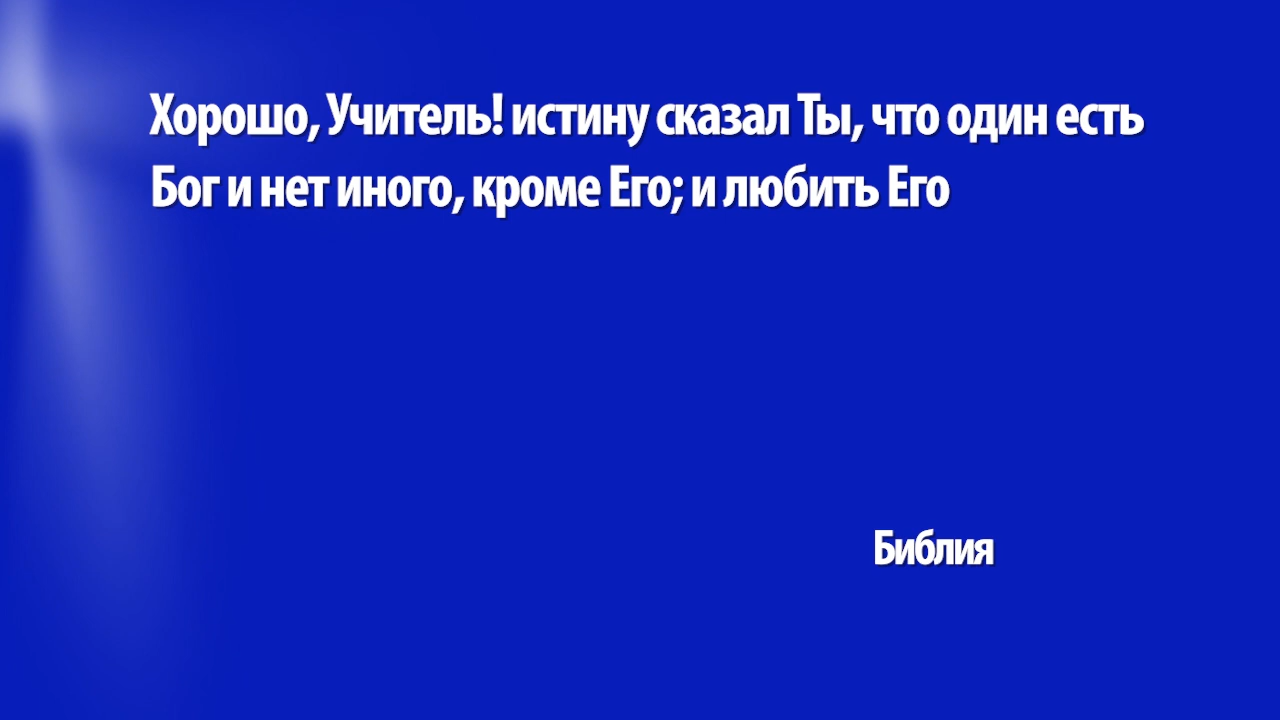 Хорошо, Учитель! истину сказал Ты, что один есть
Бог и нет иного, кроме Его; и любить Его
Библия